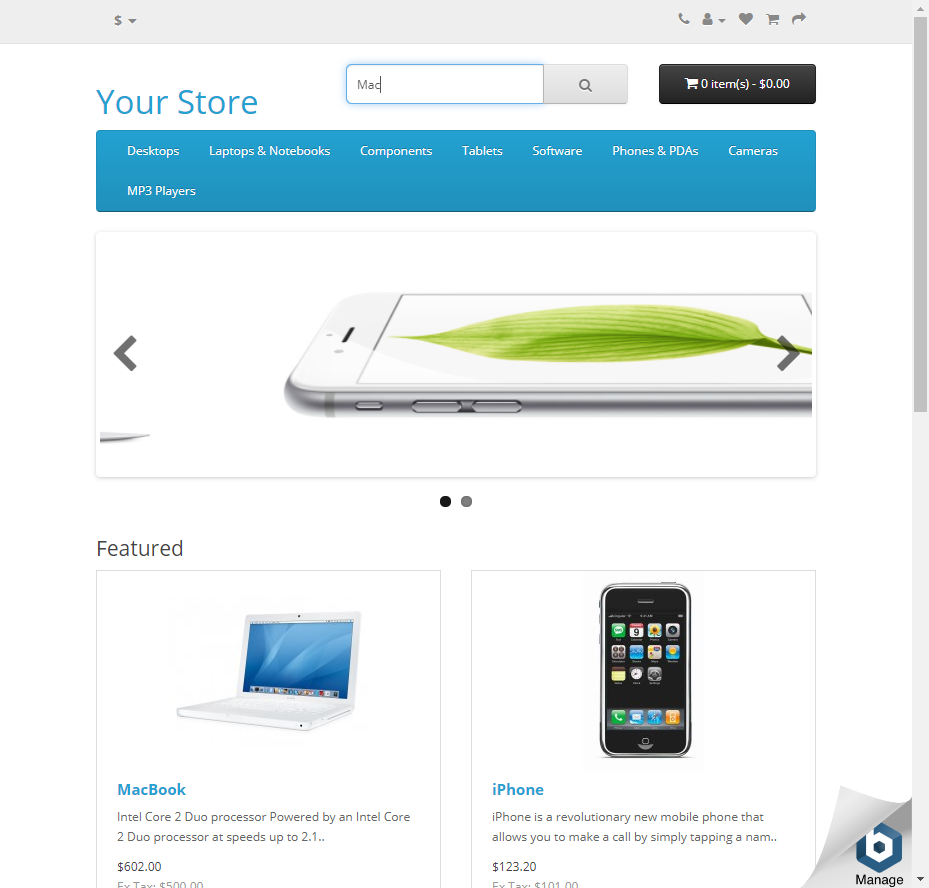 $
Your Store
Mac
0 item(s) - $0.00
Desktops
Laptops & Notebooks
Components
Tablets
Software
Phones & PDAs
Cameras
MP3 Players
Featured
MacBook
Intel Core 2 Duo processor Powered by an Intel Core
2 Duo processor at speeds up to 2.1..
$602.00
Ex Tax: $500.00
iPhone
iPhone is a revolutionary new mobile phone that
allows you to make a call by simply tapping a nam..
$123.20
Ex Tax: $101.00
Manage